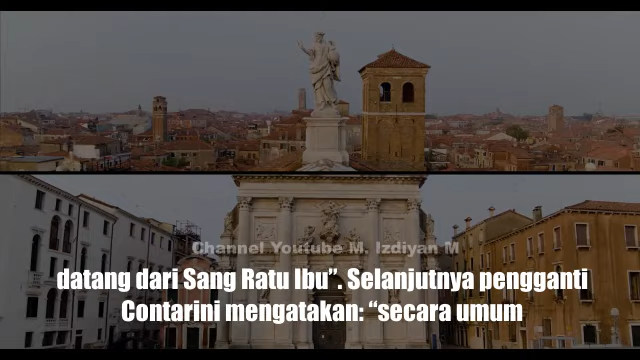 Channel Youtube M. Izdiyan M
datang dari Sang Ratu Ibu”. Selanjutnya pengganti
Contarini mengatakan: “secara umum